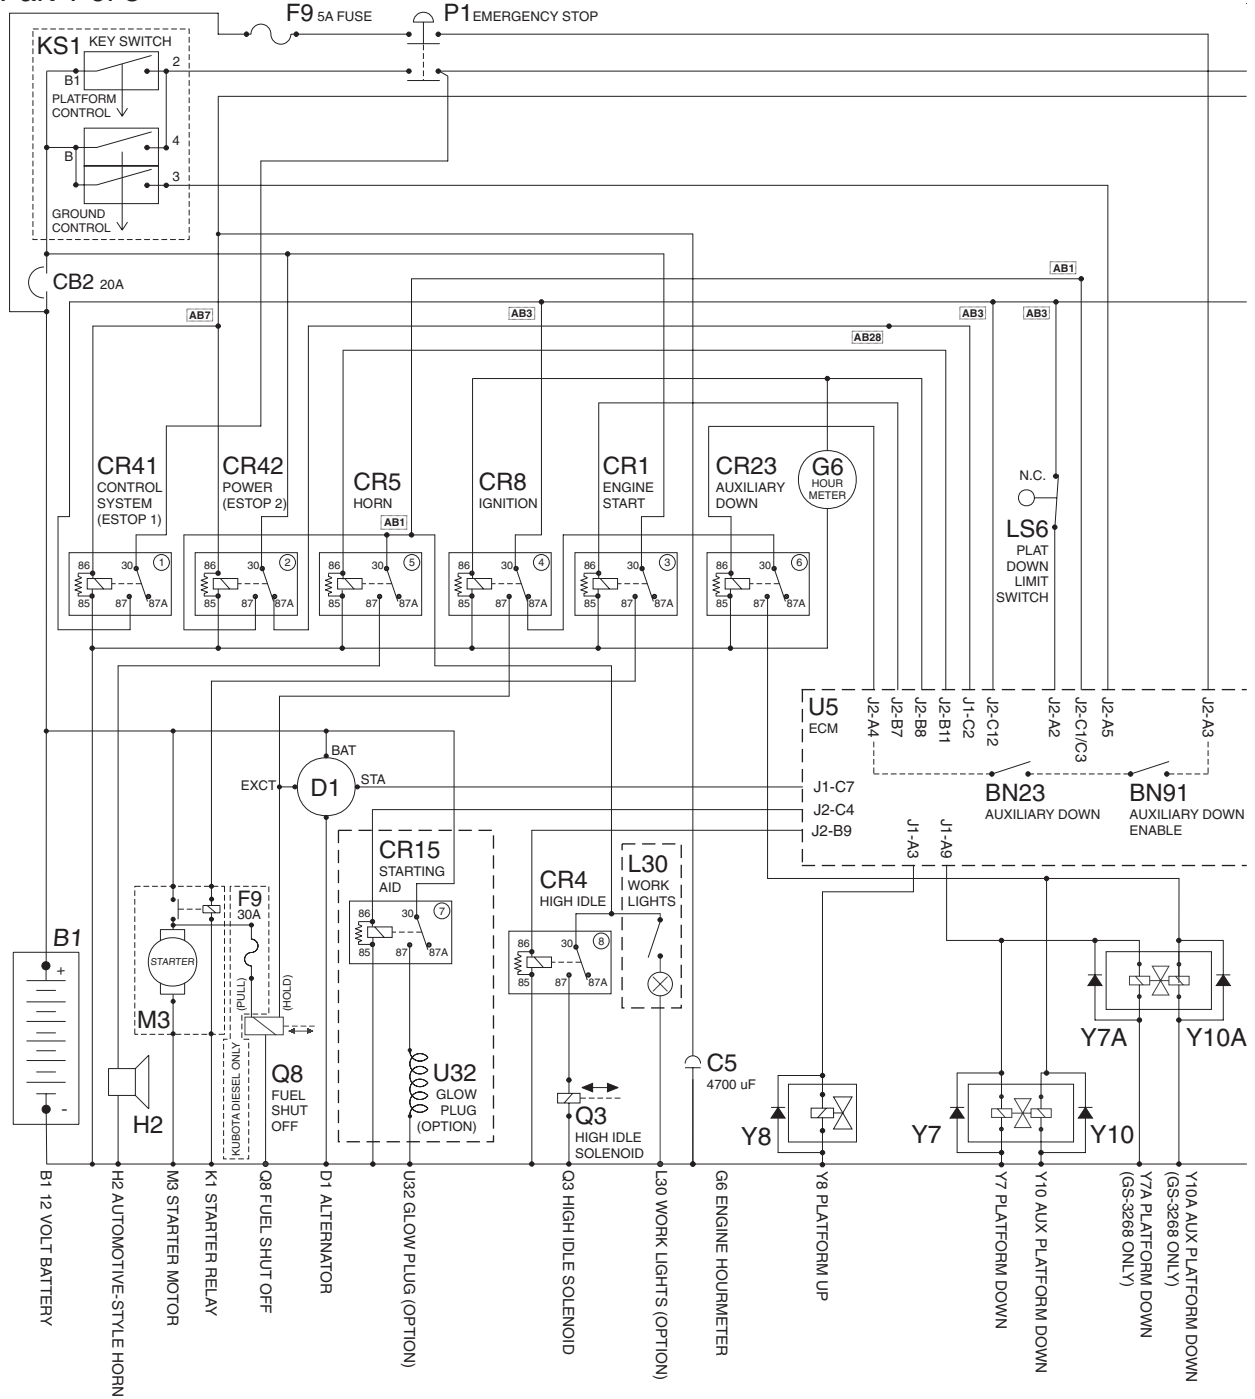 F9 5A FUSE
P1 EMERGENCY STOP
KS1 KEY SWITCH
2
B1
PLATFORM
CONTROL
4
B
3
GROUND
CONTROL
CB2 20A
AB1
AB7
AB3
AB3
AB3
AB28
CR41
CONTROL
SYSTEM
(ESTOP 1)
CR42
POWER
(ESTOP 2)
CR5
HORN
AB1
CR8
IGNITION
CR1
ENGINE
START
CR23
AUXILIARY
DOWN
G6
HOUR
METER
N.C.
LS6
PLAT
DOWN
LIMIT
SWITCH
86 30 1
85 87 87A
86 30 2
85 87 87A
86 30 5
85 87 87A
86 30 4
85 87 87A
86 30 3
85 87 87A
86 30 6
85 87 87A
U5
ECM
J2-A4
J2-B7
J2-B8
J2-B11
J1-C2
J2-C12
J2-A2
J2-C1/C3
J2-A5
J2-A3
BAT
EXCT
D1
STA
J1-C7
J2-C4
J2-B9
BN23
AUXILIARY DOWN
BN91
AUXILIARY DOWN
ENABLE
J1-A3
J1-A9
CR15
STARTING
AID
86 30 7
85 87 87A
CR4
HIGH IDLE
86 30 8
85 87 87A
L30
WORK
LIGHTS
F9
30A
B1
+
-
STARTER
M3
(PULL)
(HOLD)
KUBOTA DIESEL ONLY
Q8
FUEL
SHUT
OFF
H2
U32
GLOW
PLUG
(OPTION)
Q3
HIGH IDLE
SOLENOID
C5
4700 uF
Y8
Y7
Y10
Y7A
Y10A
B1 12 VOLT BATTERY
H2 AUTOMOTIVE-STYLE HORN
M3 STARTER MOTOR
K1 STARTER RELAY
Q8 FUEL SHUT OFF
D1 ALTERNATOR
U32 GLOW PLUG (OPTION)
Q3 HIGH IDLE SOLENOID
L30 WORK LIGHTS (OPTION)
G6 ENGINE HOURMETER
Y8 PLATFORM UP
Y7 PLATFORM DOWN
Y10 AUX PLATFORM DOWN
Y7A PLATFORM DOWN
(GS-3268 ONLY)
Y10A AUX PLATFORM DOWN
(GS-3268 ONLY)